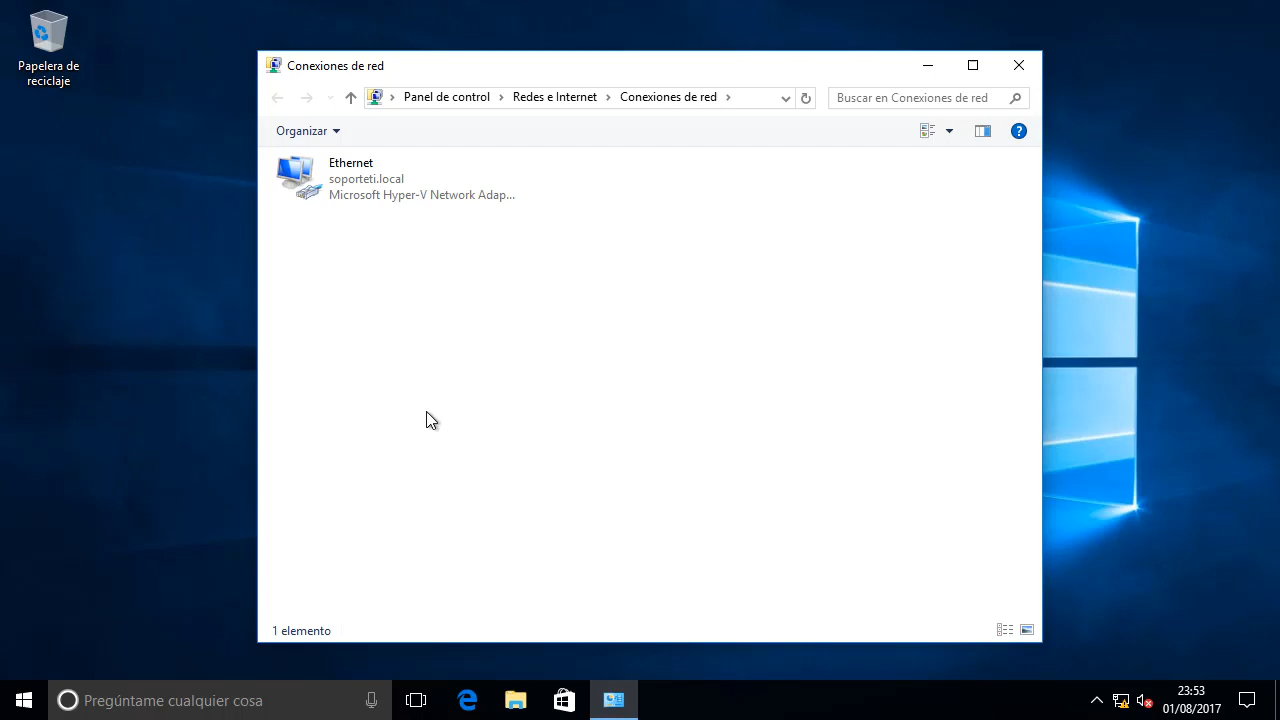 Papelera de
reciclaje
Conexiones de red
Panel de control
Redes e Internet
Conexiones de red
Buscar en Conexiones de red
Organizar
?
Ethernet
soporteti.local
Microsoft Hyper-V Network Adap...
1 elemento
Pregúntame cualquier cosa
23:53
01/08/2017